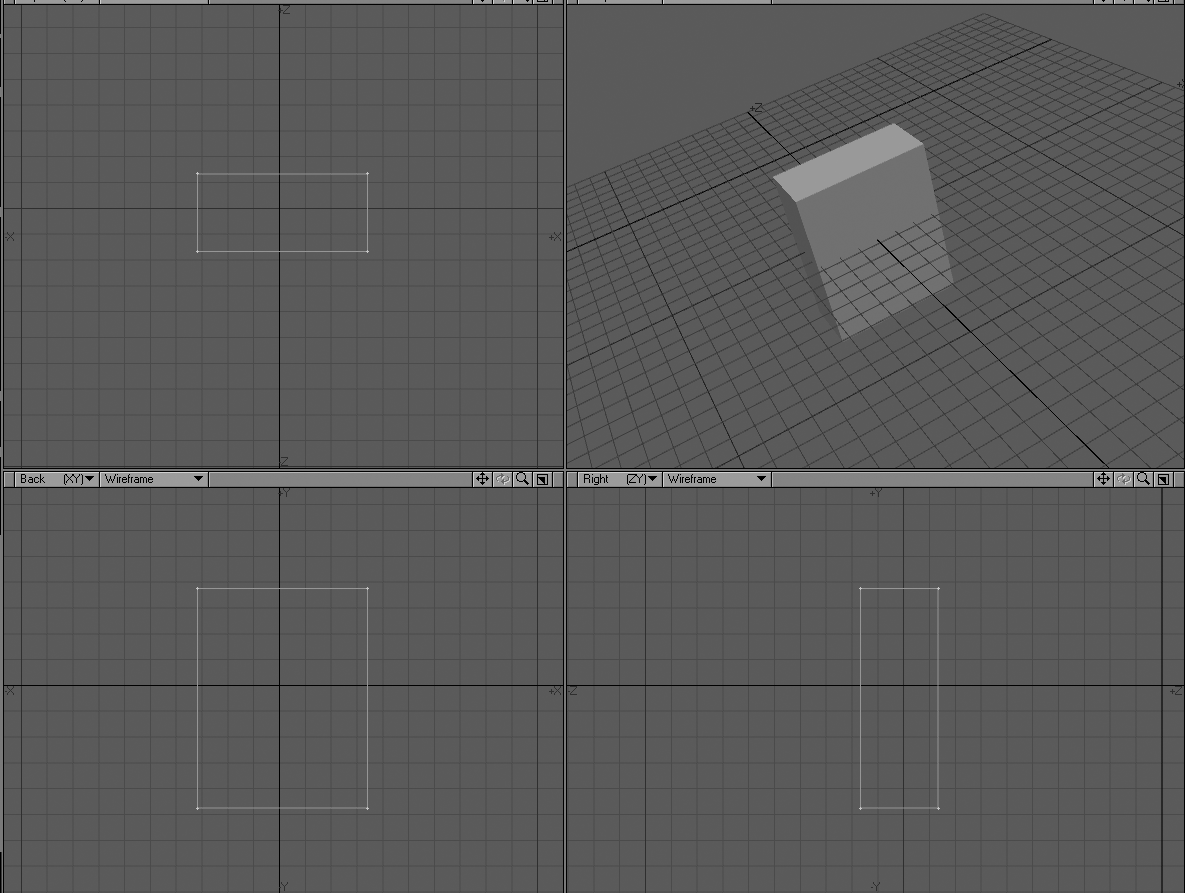 +Z
+Z
-X
+X
-Z
Back (XY) Wireframe
Right (ZY) Wireframe
+Y
+Y
-X
+X
-Z
+Z
-Y
-Y